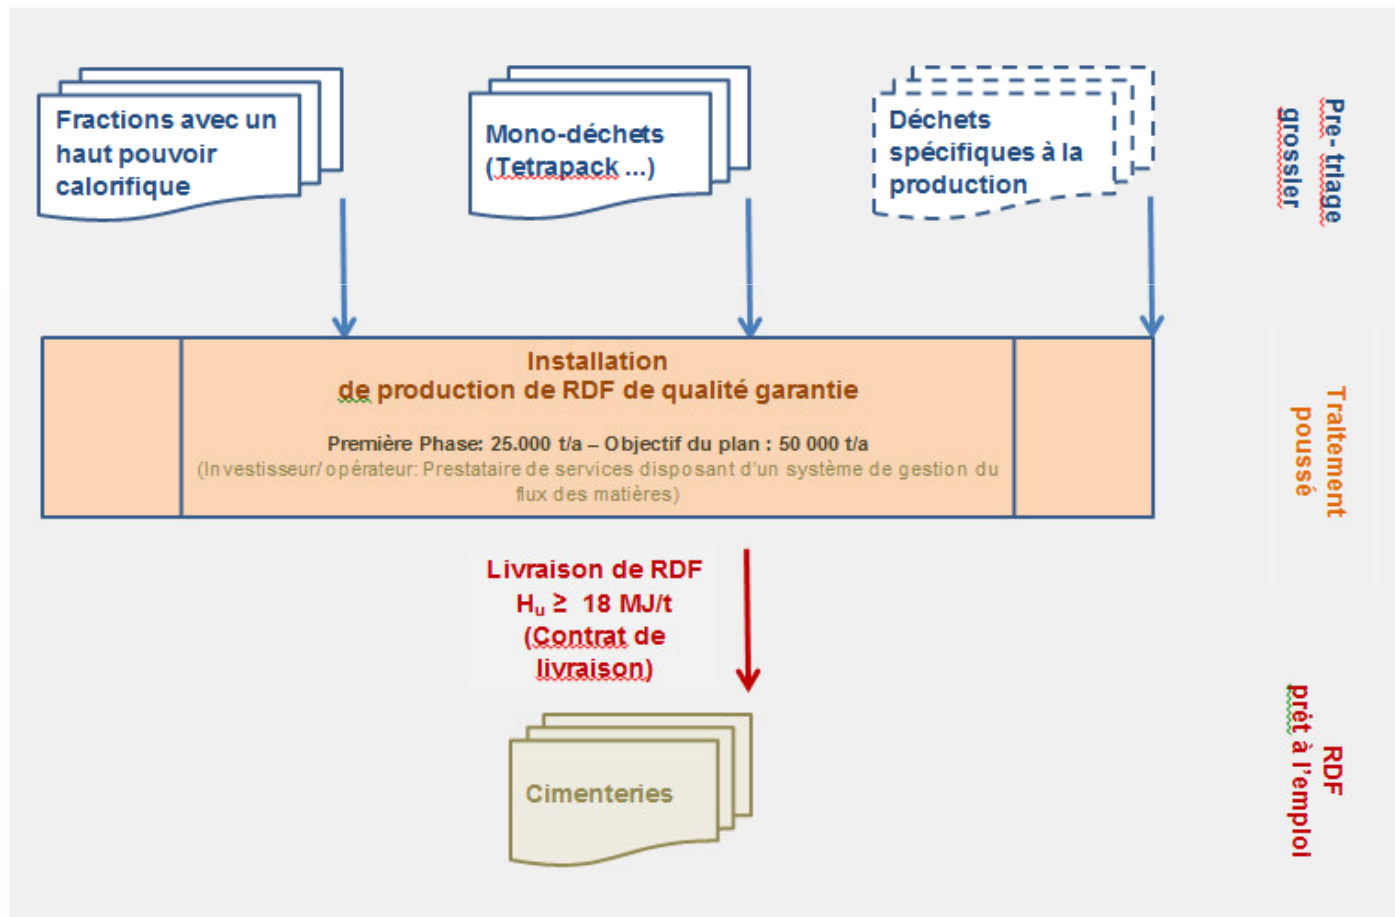 Fractions avec un
haut pouvoir
calorifique
Mono-déchets
(Tetrapack ...)
Déchets
spécifiques à la
production
Pre- triage
grossier
Installation
de production de RDF de qualité garantie
Première Phase: 25.000 t/a – Objectif du plan : 50 000 t/a
(Investisseur/ opérateur: Prestataire de services disposant d'un système de gestion du
flux des matières)
Traitement
poussé
Livraison de RDF
Hu ≥ 18 MJ/t
(Contrat de
livraison)
RDF
prêt à l'emploi
Cimenteries